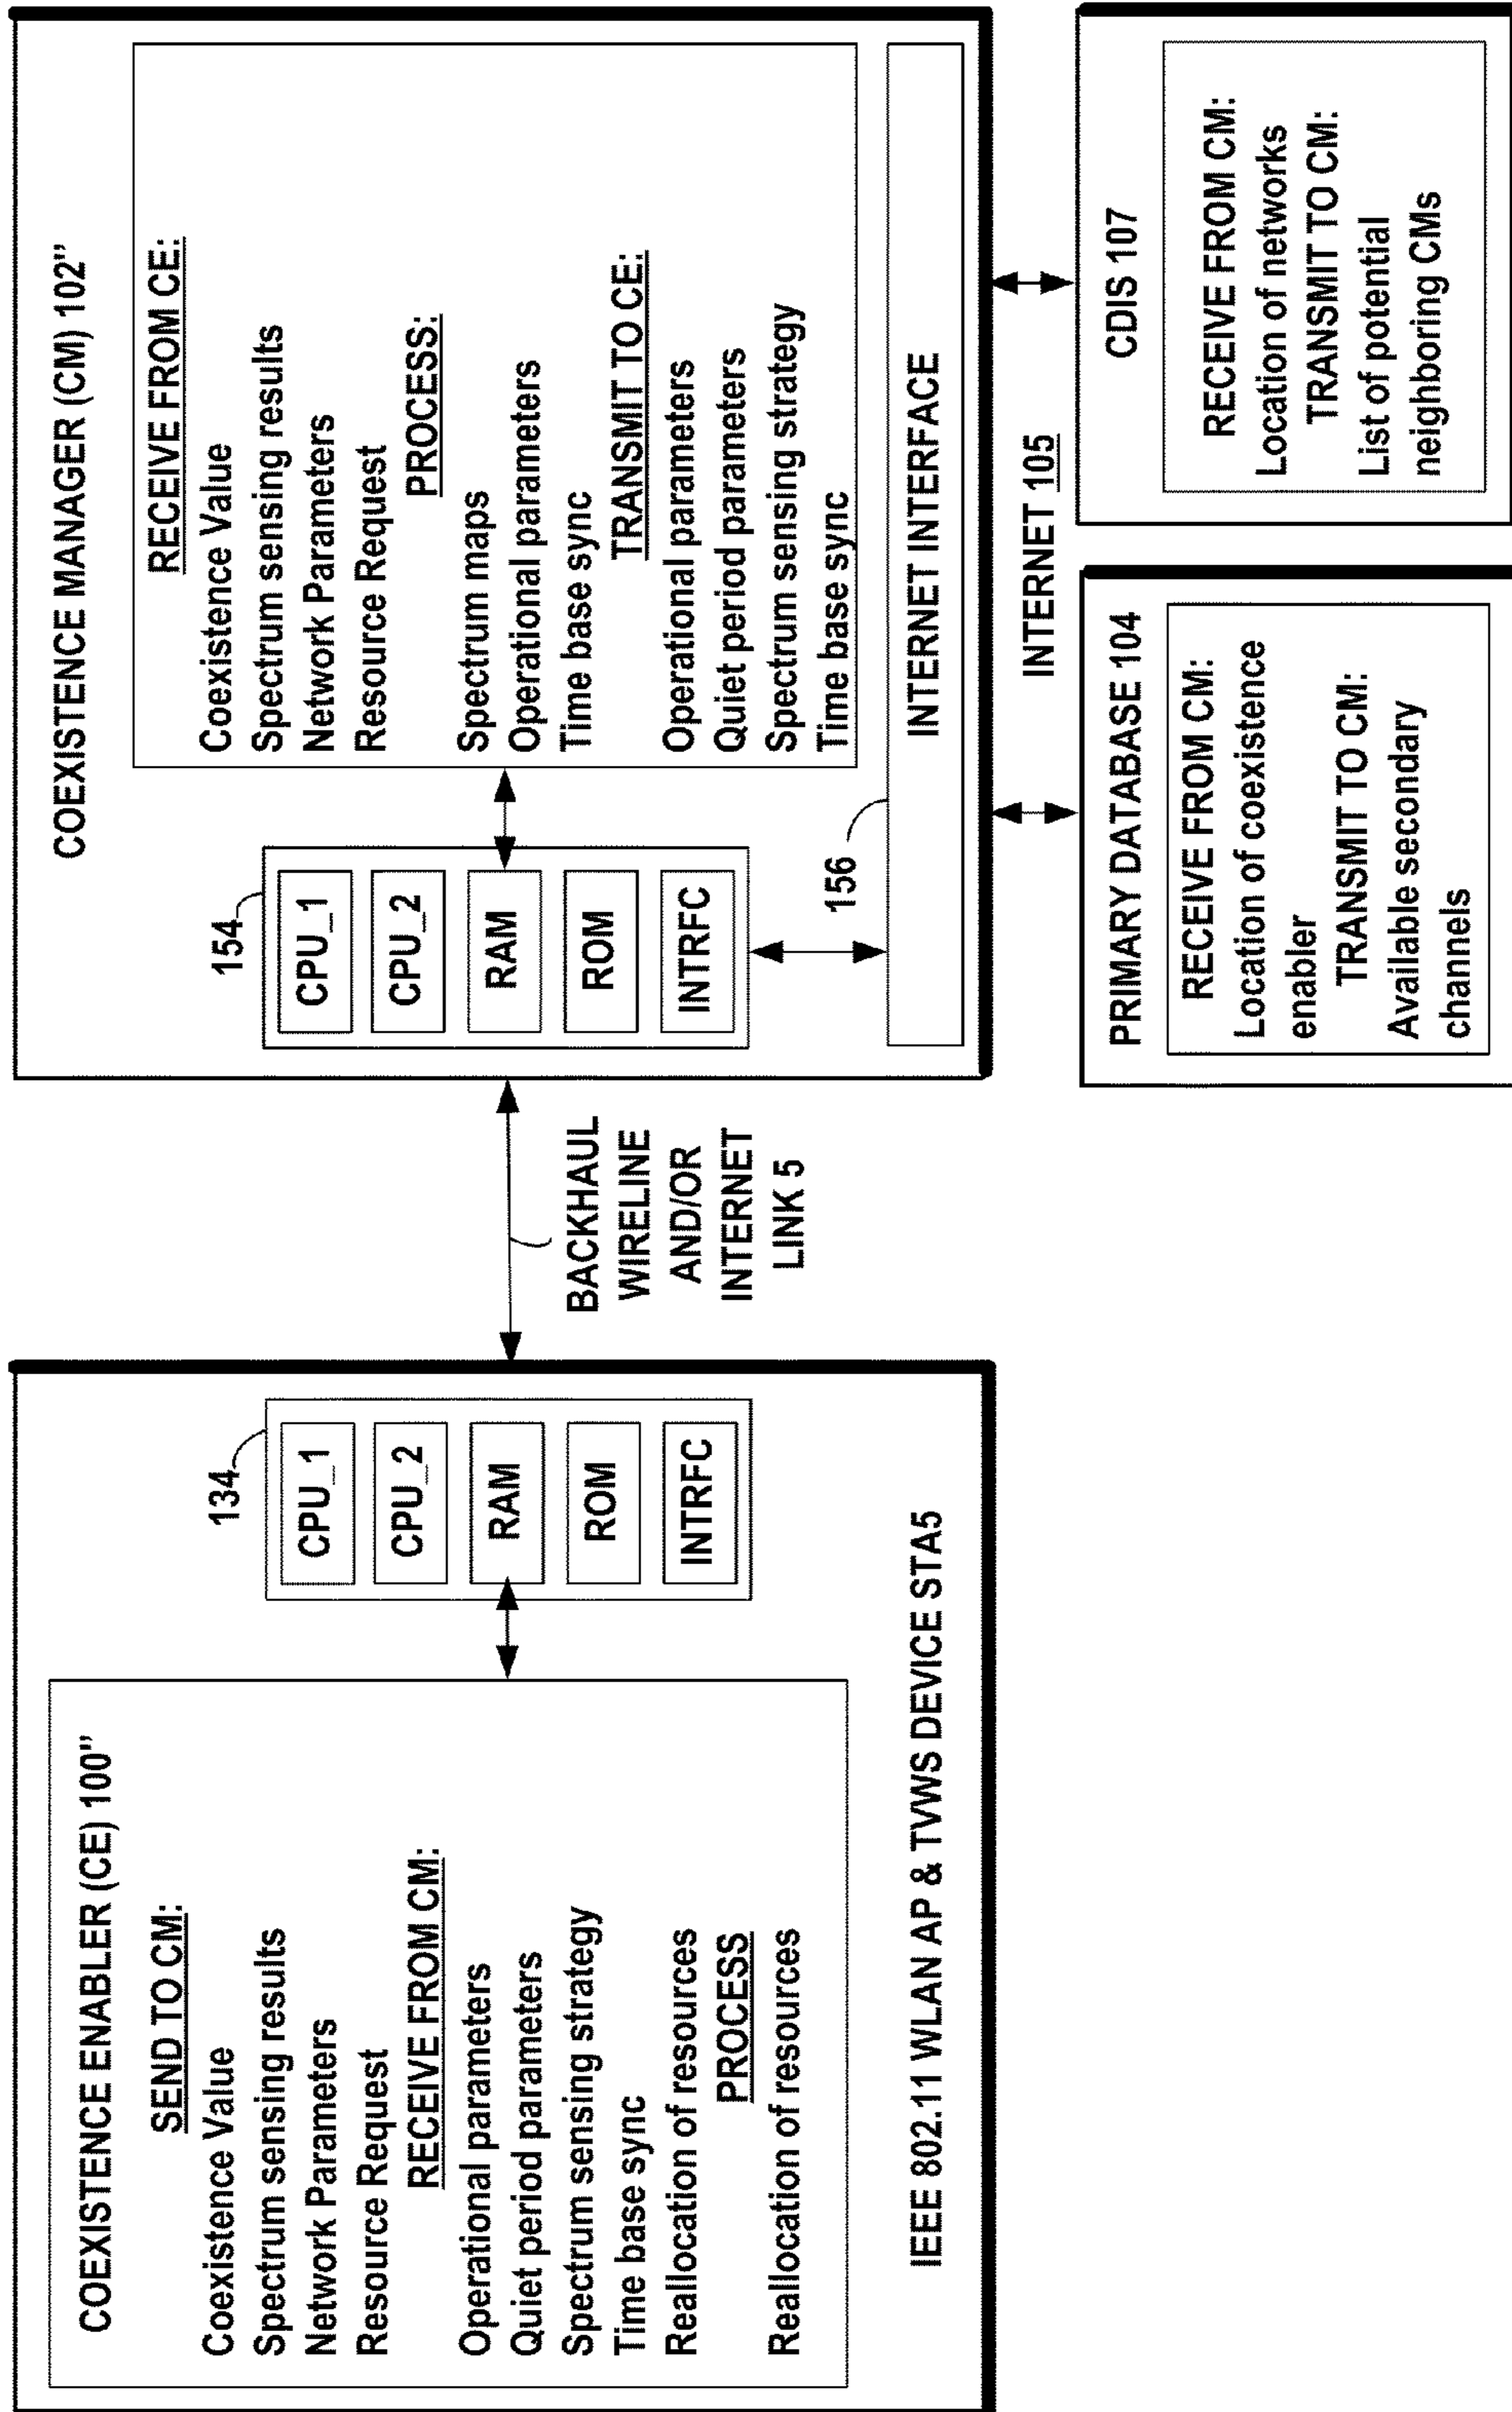 COEXISTENCE ENABLER (CE) 100"
SEND TO CM:
Coexistence Value
Spectrum sensing results
Network Parameters
Resource Request
RECEIVE FROM CM:
Operational parameters
Quiet period parameters
Spectrum sensing strategy
Time base sync
Reallocation of resources
PROCESS
Reallocation of resources
134
CPU_1
CPU_2
RAM
ROM
INTRFC
IEEE 802.11 WLAN AP & TVWS DEVICE STA5
BACKHAUL
WIRELINE
AND/OR
INTERNET
LINK 5
COEXISTENCE MANAGER (CM) 102"
154
CPU_1
CPU_2
RAM
ROM
INTRFC
RECEIVE FROM CE:
Coexistence Value
Spectrum sensing results
Network Parameters
Resource Request
PROCESS:
Spectrum maps
Operational parameters
Time base sync
TRANSMIT TO CE:
Operational parameters
Quiet period parameters
Spectrum sensing strategy
Time base sync
156
INTERNET INTERFACE
INTERNET 105
PRIMARY DATABASE 104
RECEIVE FROM CM:
Location of coexistence
enabler
TRANSMIT TO CM:
Available secondary
channels
CDIS 107
RECEIVE FROM CM:
Location of networks
TRANSMIT TO CM:
List of potential
neighboring CMs